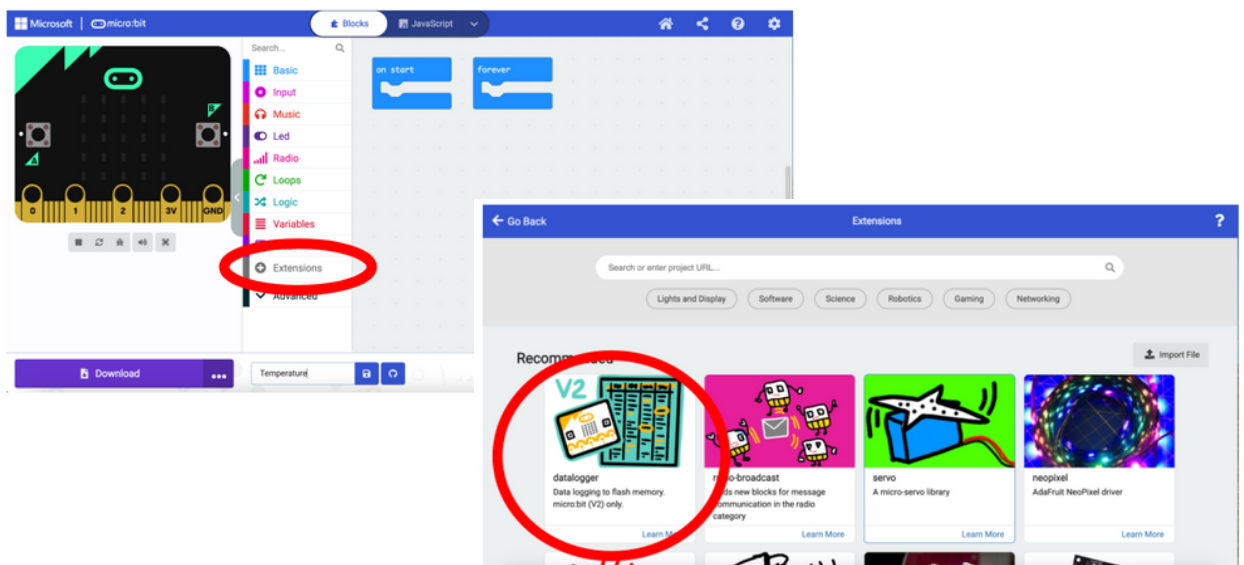 Microsoft | micro:bit
Blocks
JavaScript
Search...
Basic
Input
Music
Led
Radio
Loops
Logic
Variables
Extensions
Advanced
on start
forever
A
B
0 1 2 3V GND
Download
Temperature
Go Back
Extensions
?
Search or enter project URL...
Lights and Display
Software
Science
Robotics
Gaming
Networking
Recommended
Import File
V2
datalogger
Data logging to flash memory.
micro:bit (V2) only.
Learn
new blocks for message
communication in the radio
category
Learn More
servo
A micro-servo library
Learn More
neopixel
AdaFruit NeoPixel driver
Learn More